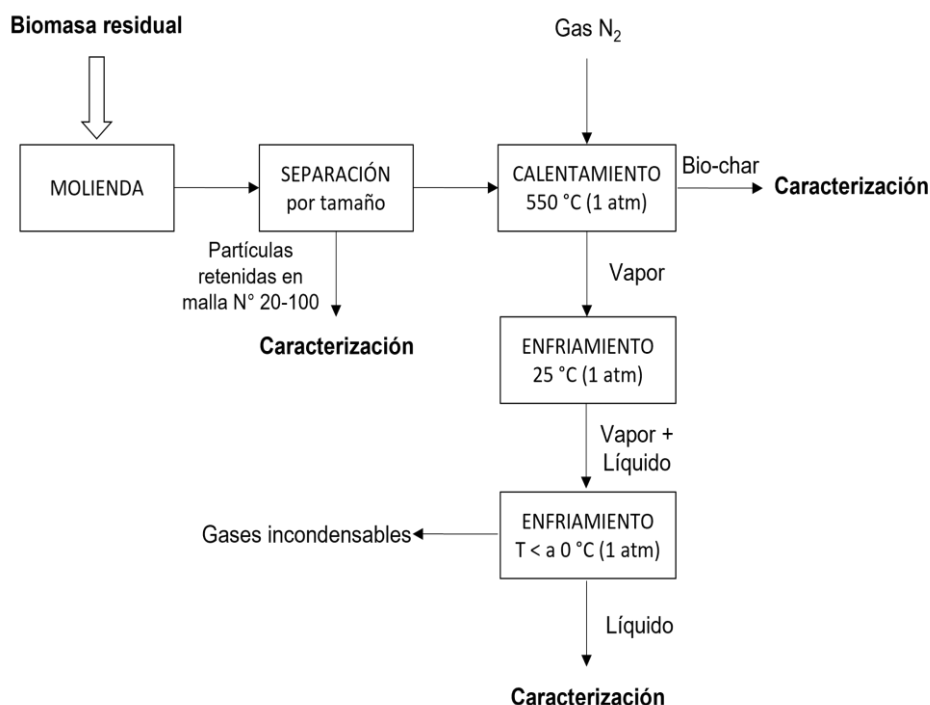 Biomasa residual
Gas N₂
MOLIENDA
SEPARACIÓN
por tamaño
CALENTAMIENTO
550 °C (1 atm)
Bio-char
Caracterización
Partículas
retenidas en
malla N° 20-100
Caracterización
Vapor
ENFRIAMIENTO
25 °C (1 atm)
Vapor +
Líquido
Gases incondensables
ENFRIAMIENTO
T < a 0 °C (1 atm)
Líquido
Caracterización